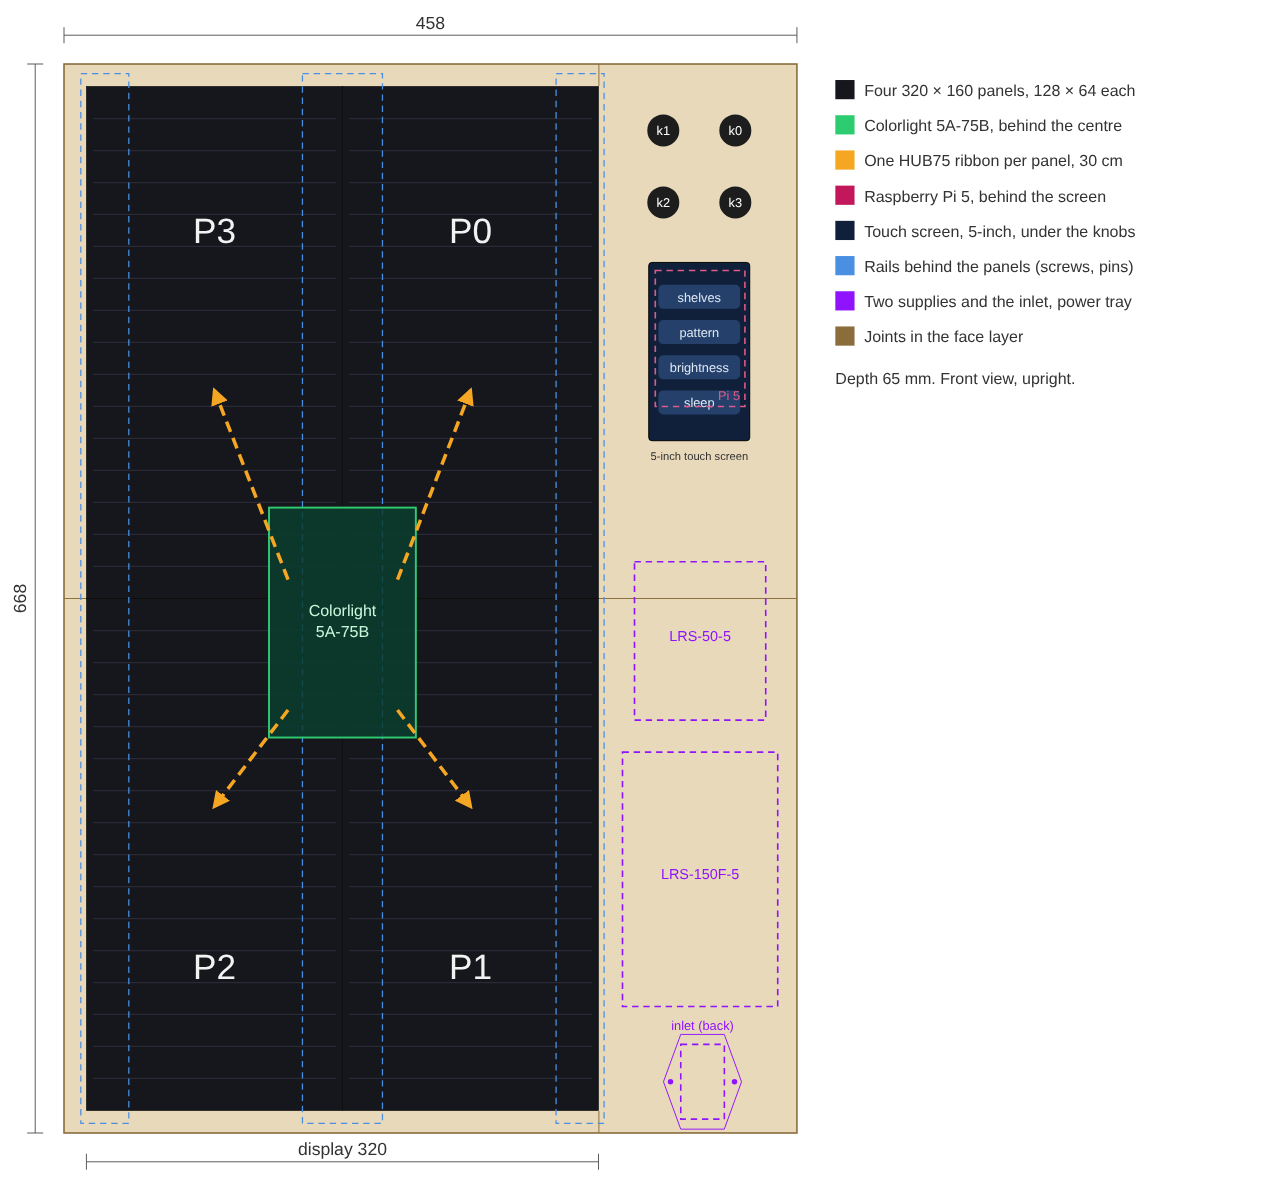 458
668
P3
P0
k1
k0
k2
k3
shelves
pattern
brightness
sleep
Pi 5
5-inch touch screen
Colorlight
5A-75B
LRS-50-5
LRS-150F-5
P2
P1
inlet (back)
display 320
Four 320 × 160 panels, 128 × 64 each
Colorlight 5A-75B, behind the centre
One HUB75 ribbon per panel, 30 cm
Raspberry Pi 5, behind the screen
Touch screen, 5-inch, under the knobs
Rails behind the panels (screws, pins)
Two supplies and the inlet, power tray
Joints in the face layer
Depth 65 mm. Front view, upright.